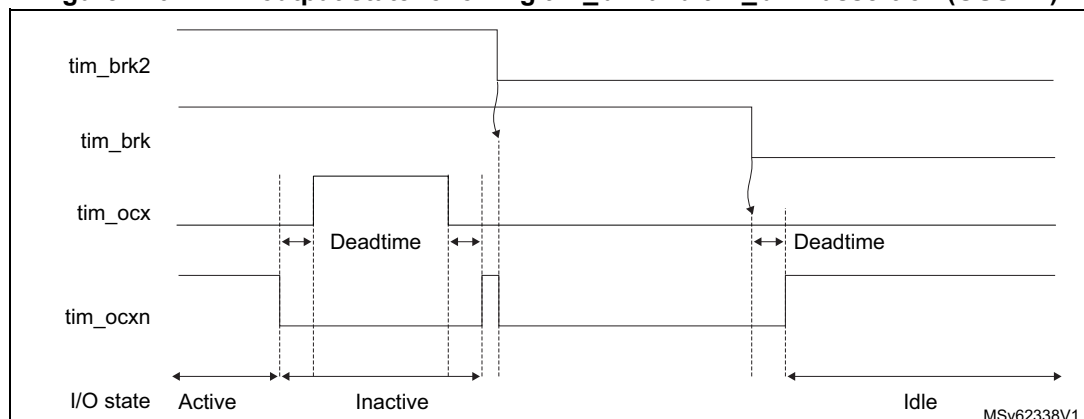 tim_brk2
tim_brk
tim_ocx
Deadtime
Deadtime
tim_ocxn
I/O state
Active
Inactive
Idle
MSv62338V1